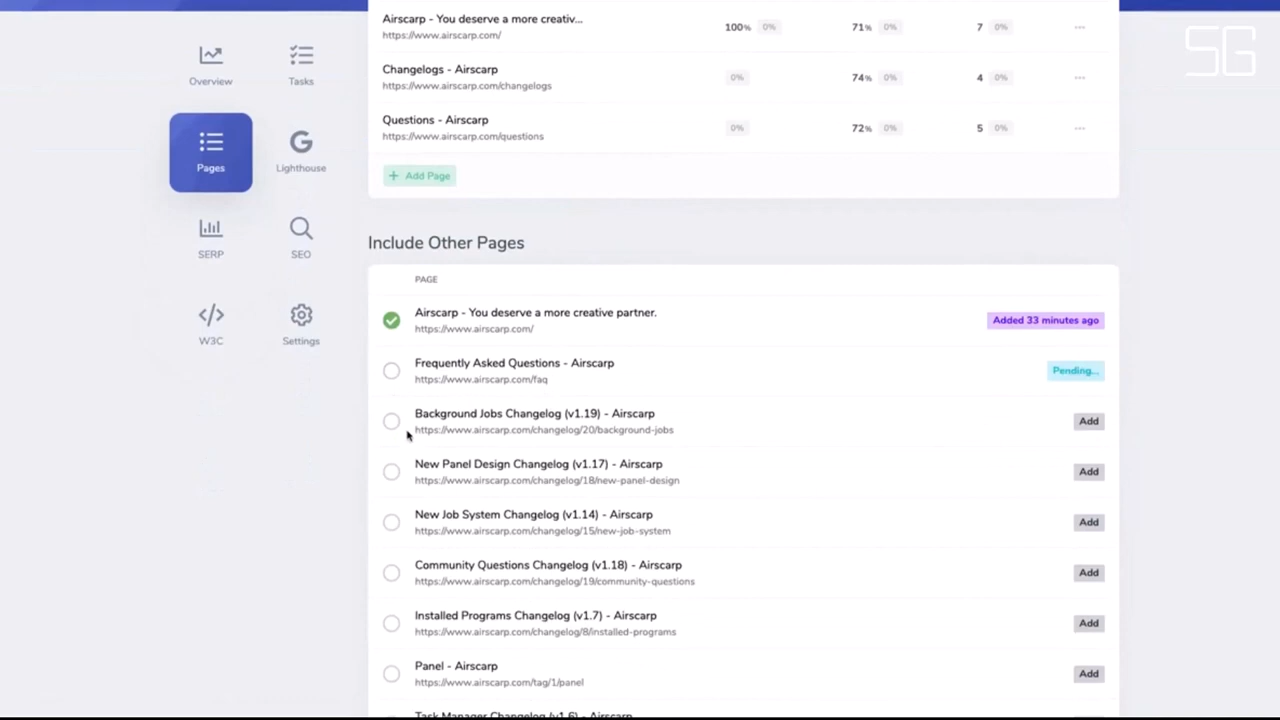 SG
Airscarp - You deserve a more creativ...
https://www.airscarp.com/
100% 0% 71% 0% 7 0% ...
Changelogs - Airscarp
https://www.airscarp.com/changelogs
0% 74% 0% 4 0% ...
Questions - Airscarp
https://www.airscarp.com/questions
0% 72% 0% 5 0% ...
+ Add Page
Overview
Tasks
Pages
Lighthouse
SERP
SEO
W3C
Settings
Include Other Pages
PAGE
Airscarp - You deserve a more creative partner.
https://www.airscarp.com/
Added 33 minutes ago
Frequently Asked Questions - Airscarp
https://www.airscarp.com/faq
Pending...
Background Jobs Changelog (v1.19) - Airscarp
https://www.airscarp.com/changelog/20/background-jobs
Add
New Panel Design Changelog (v1.17) - Airscarp
https://www.airscarp.com/changelog/18/new-panel-design
Add
New Job System Changelog (v1.14) - Airscarp
https://www.airscarp.com/changelog/15/new-job-system
Add
Community Questions Changelog (v1.18) - Airscarp
https://www.airscarp.com/changelog/19/community-questions
Add
Installed Programs Changelog (v1.7) - Airscarp
https://www.airscarp.com/changelog/8/installed-programs
Add
Panel - Airscarp
https://www.airscarp.com/tag/1/panel
Add
Task Manager Changelog (v1.6) - Airscarp